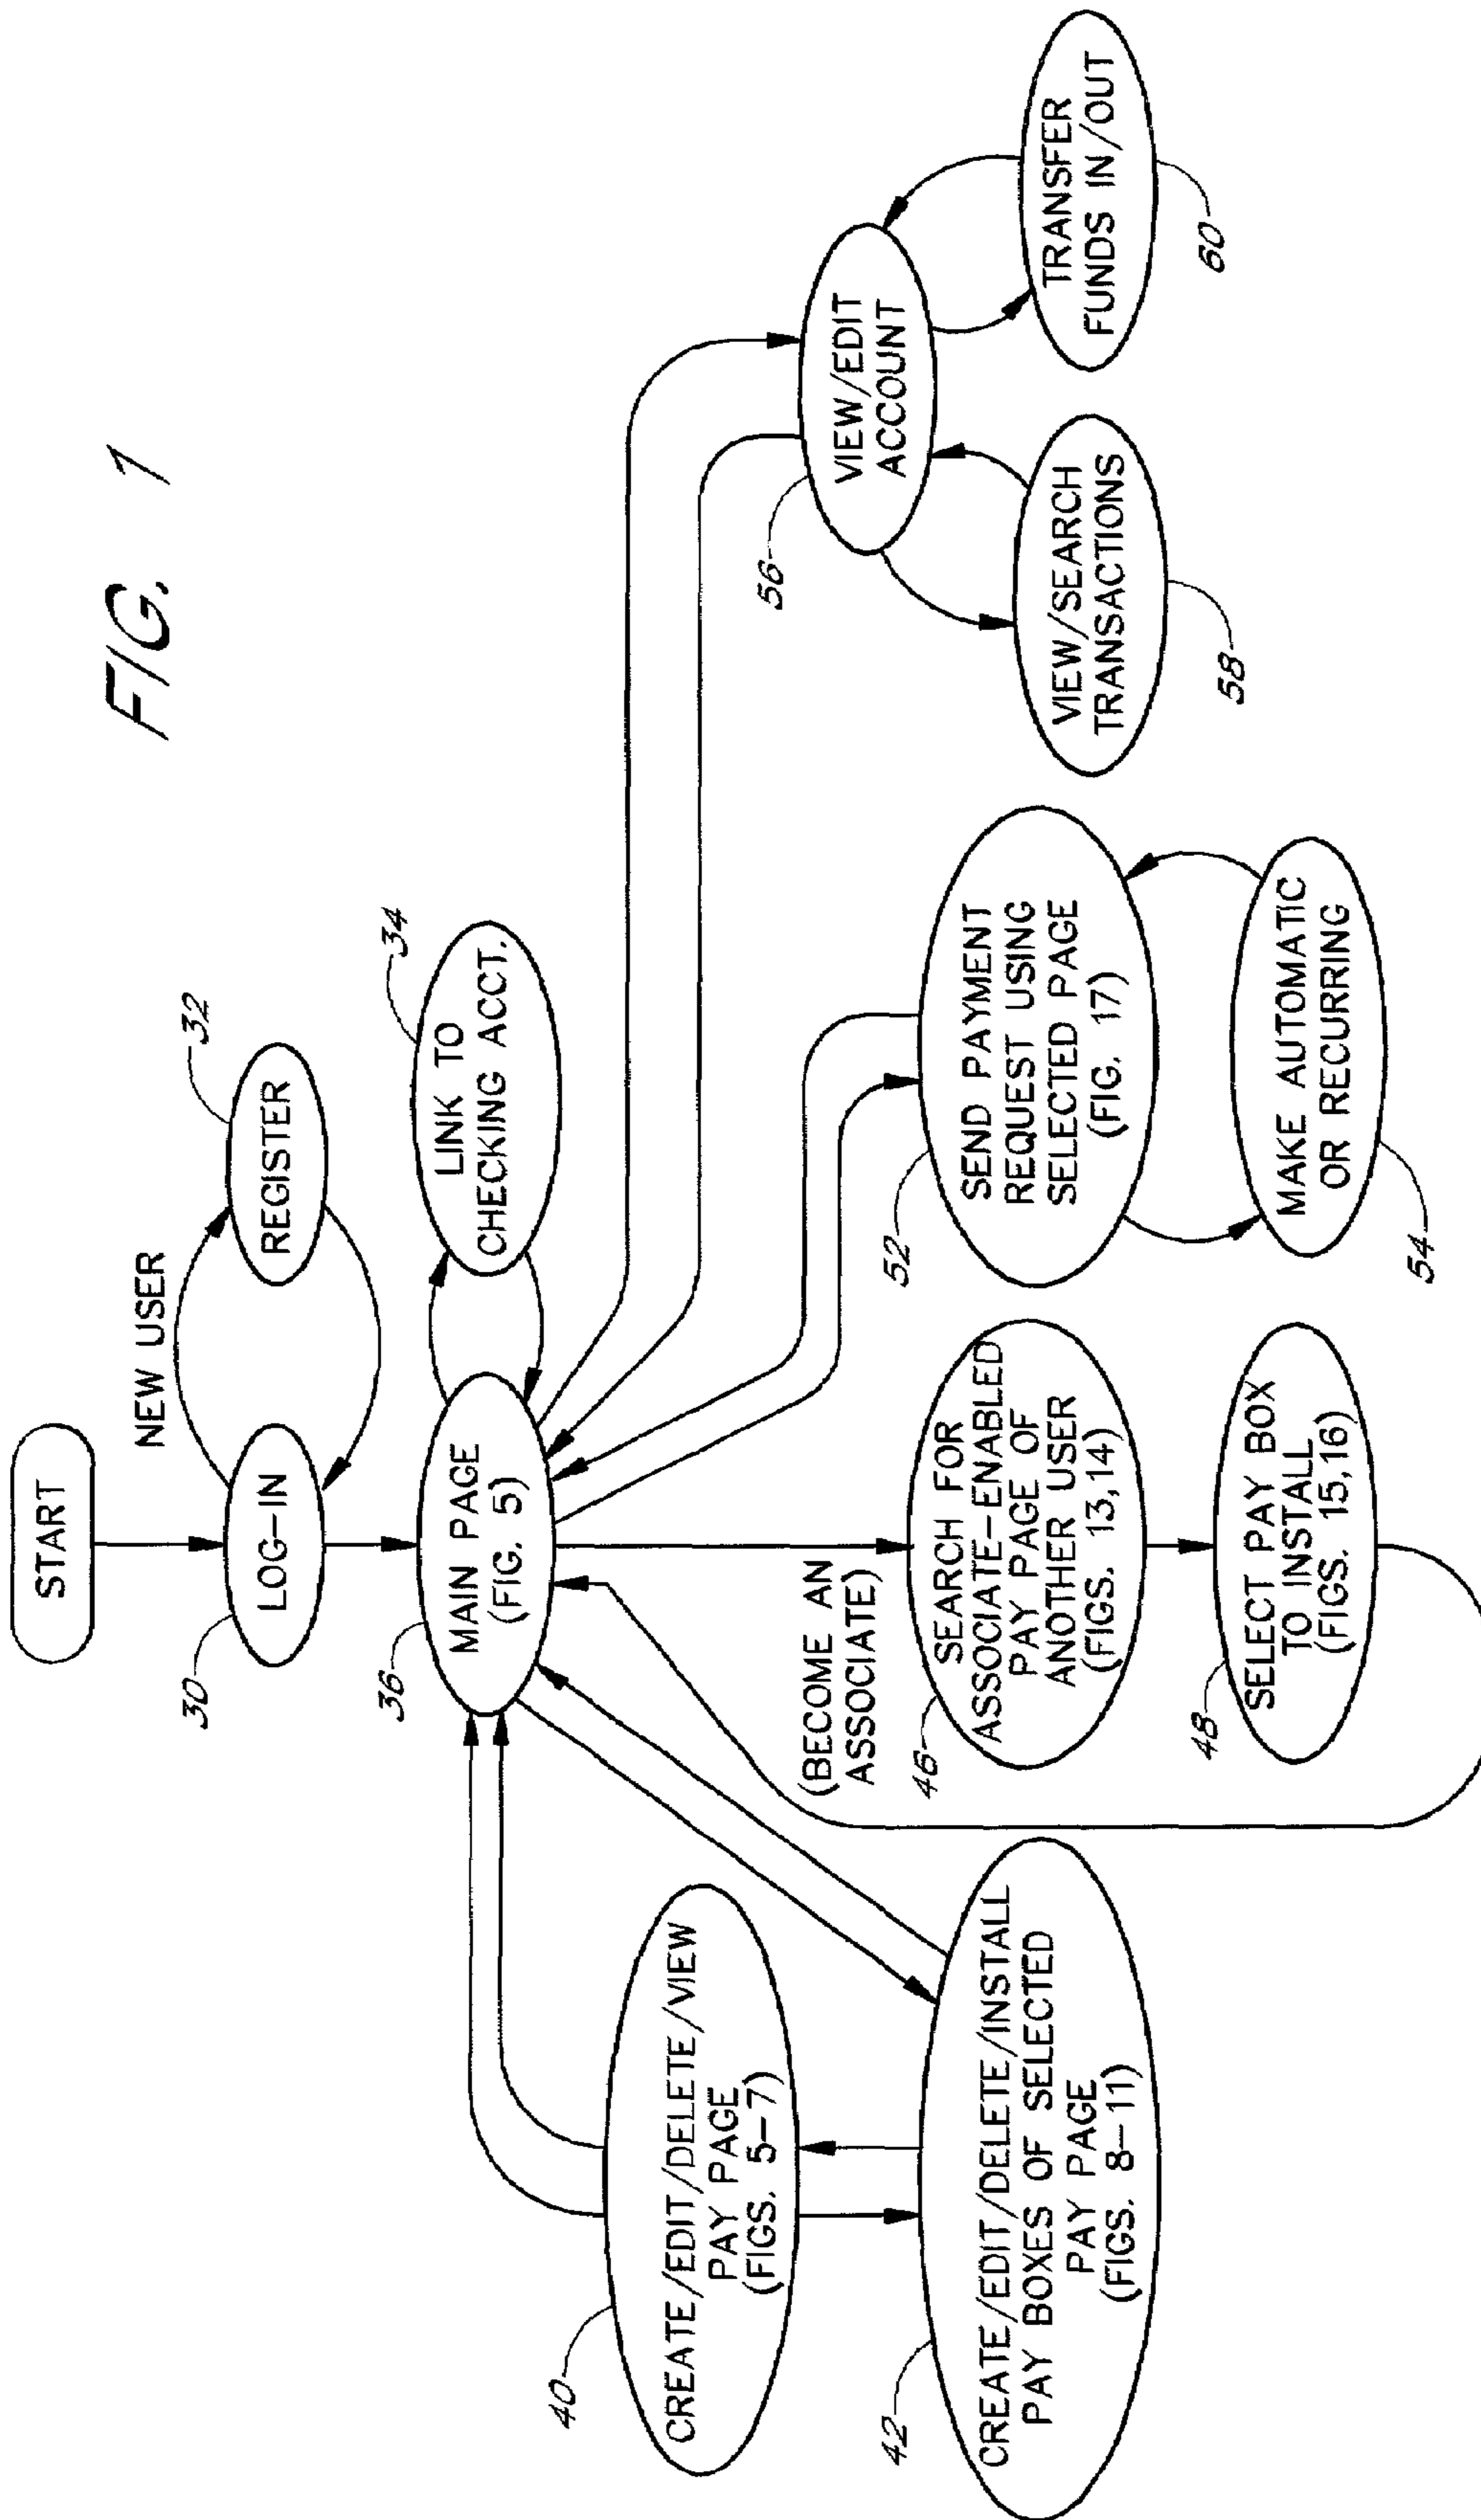 FIG. 1
START
NEW USER
30
LOG-IN
32
REGISTER
36
MAIN PAGE
(FIG. 5)
34
LINK TO
CHECKING ACCT.
40
CREATE/EDIT/DELETE/VIEW
PAY PAGE
(FIGS. 5-7)
42
CREATE/EDIT/DELETE/INSTALL
PAY BOXES OF SELECTED
PAY PAGE
(FIGS. 8-11)
(BECOME AN
ASSOCIATE)
46
SEARCH FOR
ASSOCIATE-ENABLED
PAY PAGE OF
ANOTHER USER
(FIGS. 13,14)
48
SELECT PAY BOX
TO INSTALL
(FIGS. 15,16)
52
SEND PAYMENT
REQUEST USING
SELECTED PAGE
(FIG. 17)
54
MAKE AUTOMATIC
OR RECURRING
56
VIEW/EDIT
ACCOUNT
58
VIEW/SEARCH
TRANSACTIONS
60
TRANSFER
FUNDS IN/OUT